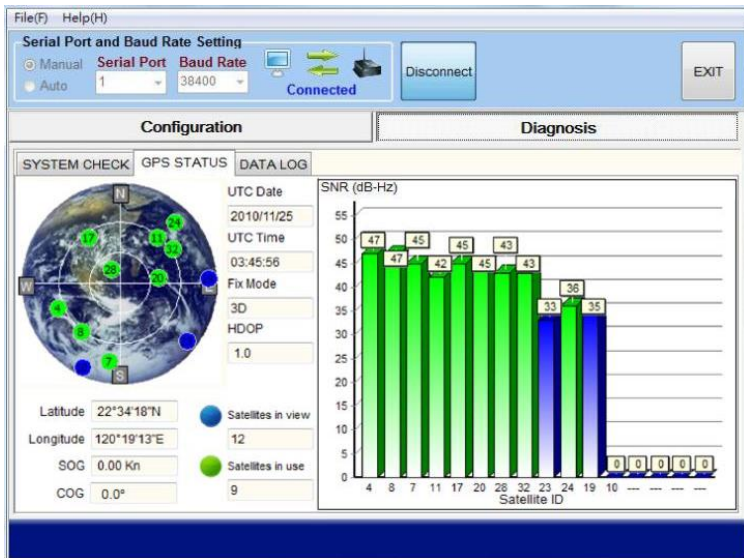 File(F) Help(H)
Serial Port and Baud Rate Setting
Manual Serial Port Baud Rate
Auto 1 38400
Connected
Disconnect
EXIT
Configuration Diagnosis
SYSTEM CHECK GPS STATUS DATA LOG
N
24
17 11
32
28
20
W E
4
8
7
S
UTC Date
2010/11/25
UTC Time
03:45:56
Fix Mode
3D
HDOP
1.0
Latitude 22°34'18"N
Longitude 120°19'13"E
SOG 0.00 Kn
COG 0.0°
Satellites in view
12
Satellites in use
9
SNR (dB-Hz)
55
50
45
40
35
30
25
20
15
10
5
0
47 47 45 42 45 45 43 43 33 36 35 0 0 0 0 0
4 8 7 11 17 20 28 32 23 24 19 10 --- --- --- ---
Satellite ID